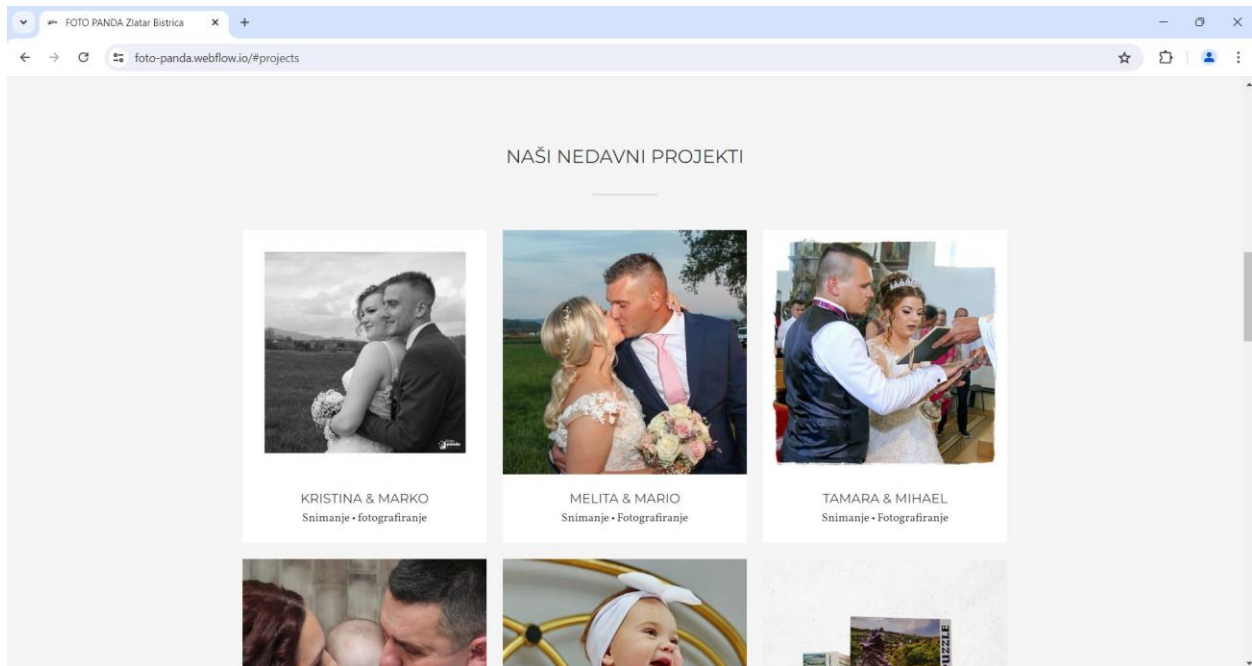 FOTO PANDA Zlatar Bistrica
foto-panda.webflow.io/#projects
NAŠI NEDAVNI PROJEKTI
panda
KRISTINA & MARKO
Snimanje • fotografiranje
MELITA & MARIO
Snimanje • Fotografiranje
TAMARA & MIHAEL
Snimanje • Fotografiranje
PUZZLE